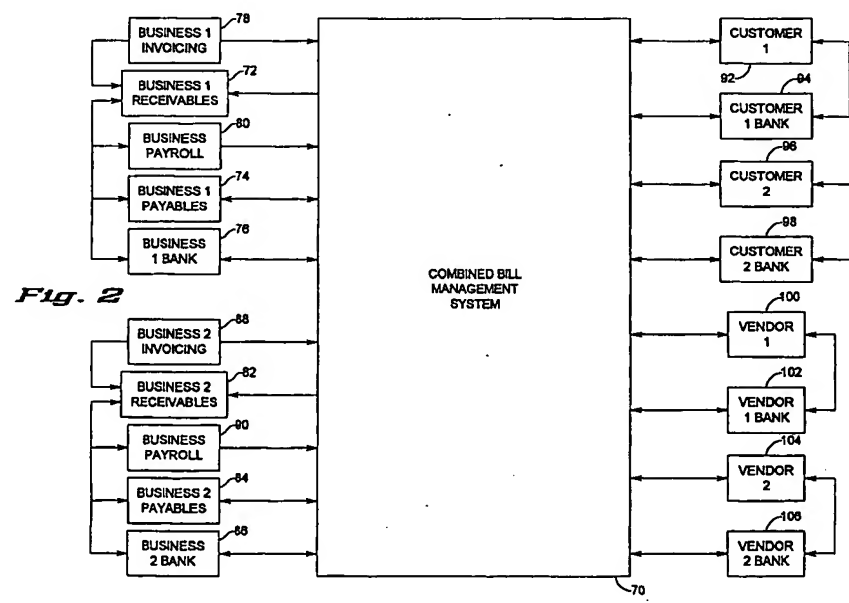 78
BUSINESS 1
INVOICING
72
BUSINESS 1
RECEIVABLES
80
BUSINESS
PAYROLL
74
BUSINESS 1
PAYABLES
76
BUSINESS
1 BANK
Fig. 2
88
BUSINESS 2
INVOICING
82
BUSINESS 2
RECEIVABLES
90
BUSINESS
PAYROLL
84
BUSINESS 2
PAYABLES
86
BUSINESS
2 BANK
COMBINED BILL
MANAGEMENT
SYSTEM
70
CUSTOMER
1
92
94
CUSTOMER
1 BANK
96
CUSTOMER
2
98
CUSTOMER
2 BANK
100
VENDOR
1
102
VENDOR
1 BANK
104
VENDOR
2
106
VENDOR
2 BANK